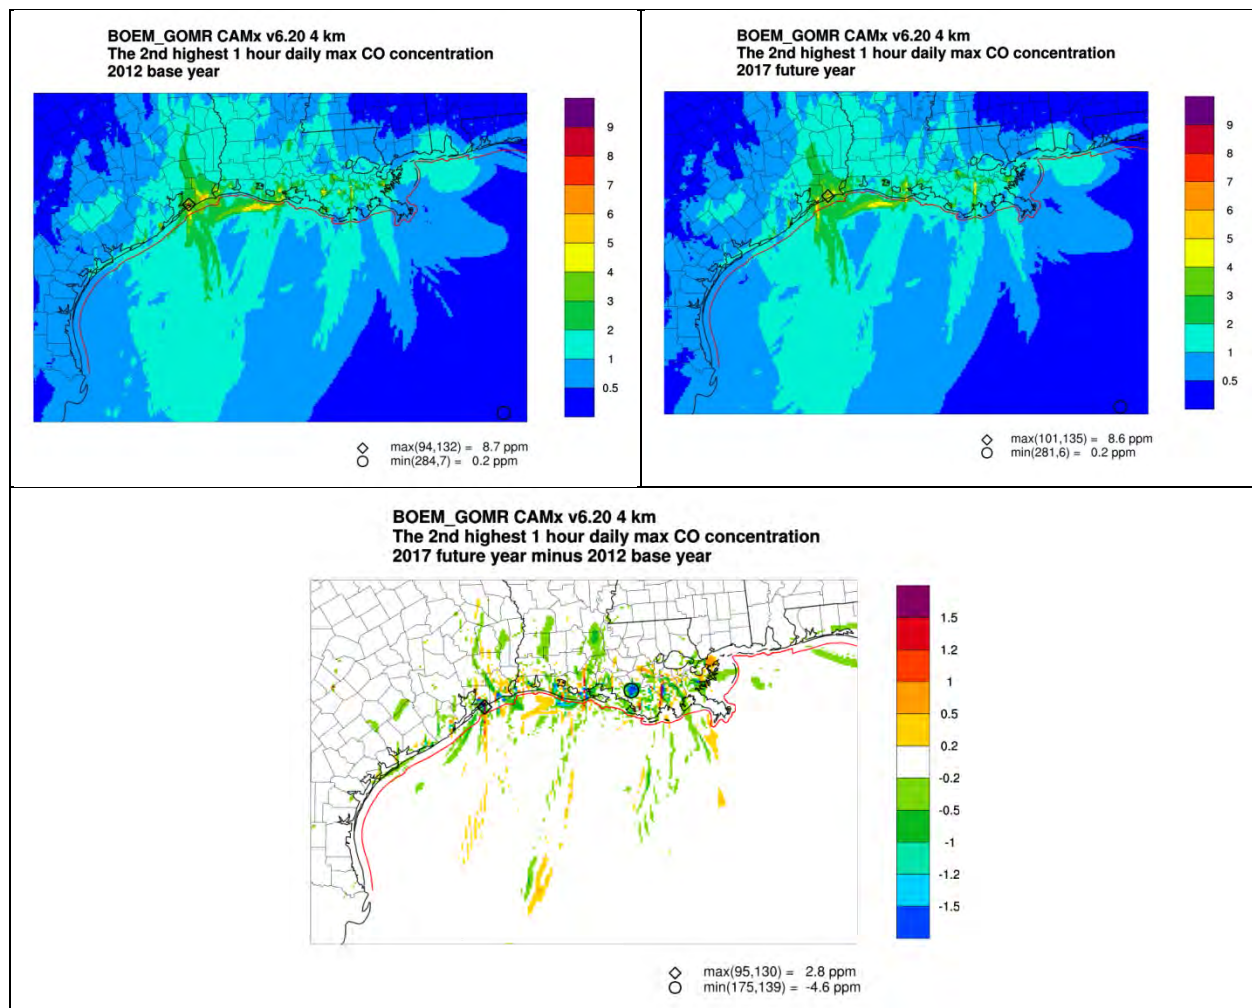 BOEM_GOMR CAMx v6.20 4 km
The 2nd highest 1 hour daily max CO concentration
2012 base year
9
8
7
6
5
4
3
2
1
0.5
max(94,132) = 8.7 ppm
min(284,7) = 0.2 ppm
BOEM_GOMR CAMx v6.20 4 km
The 2nd highest 1 hour daily max CO concentration
2017 future year
9
8
7
6
5
4
3
2
1
0.5
max(101,135) = 8.6 ppm
min(281,6) = 0.2 ppm
BOEM_GOMR CAMx v6.20 4 km
The 2nd highest 1 hour daily max CO concentration
2017 future year minus 2012 base year
1.5
1.2
1
0.5
0.2
-0.2
-0.5
-1
-1.2
-1.5
max(95,130) = 2.8 ppm
min(175,139) = -4.6 ppm